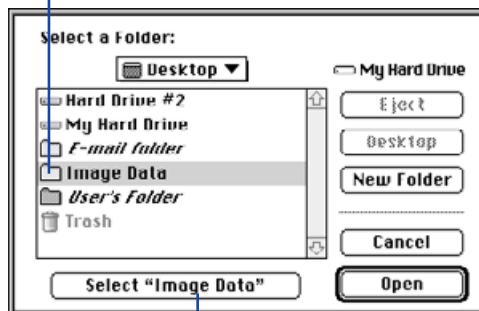 Select a Folder:
Desktop
My Hard Drive
Hard Drive #2
My Hard Drive
E-mail folder
Image Data
User's Folder
Trash
Eject
Desktop
New Folder
Cancel
Select "Image Data"
Open